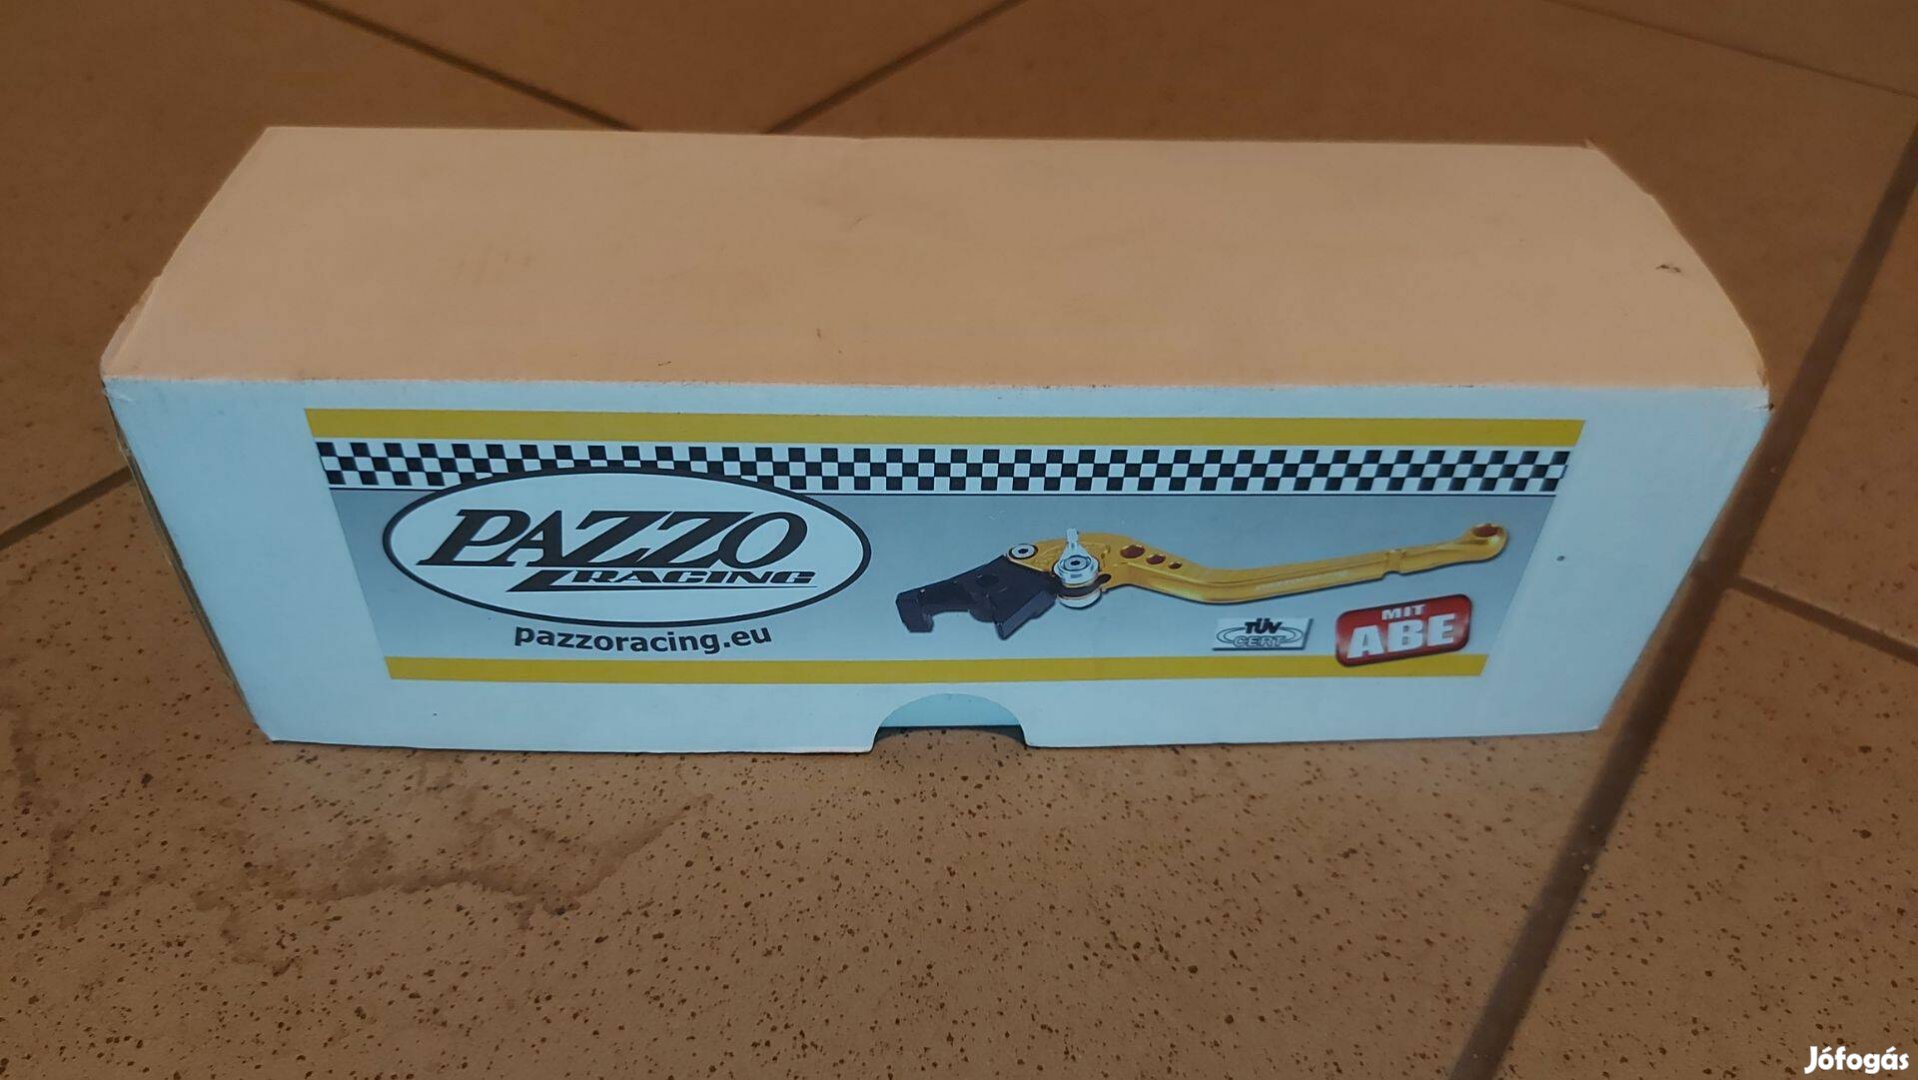 PAZZO
RACING
pazzoracing.eu
TÜV
CERT
MIT
ABE
Jófogás